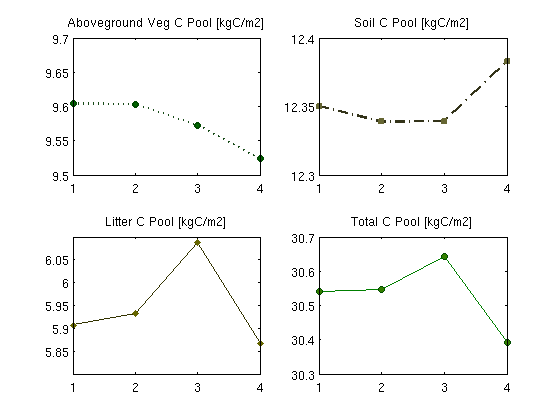 Aboveground Veg C Pool [kgC/m2]
9.7
9.65
9.6
9.55
9.5
1 2 3 4
Soil C Pool [kgC/m2]
12.4
12.35
12.3
1 2 3 4
Litter C Pool [kgC/m2]
6.05
6
5.95
5.9
5.85
1 2 3 4
Total C Pool [kgC/m2]
30.7
30.6
30.5
30.4
30.3
1 2 3 4